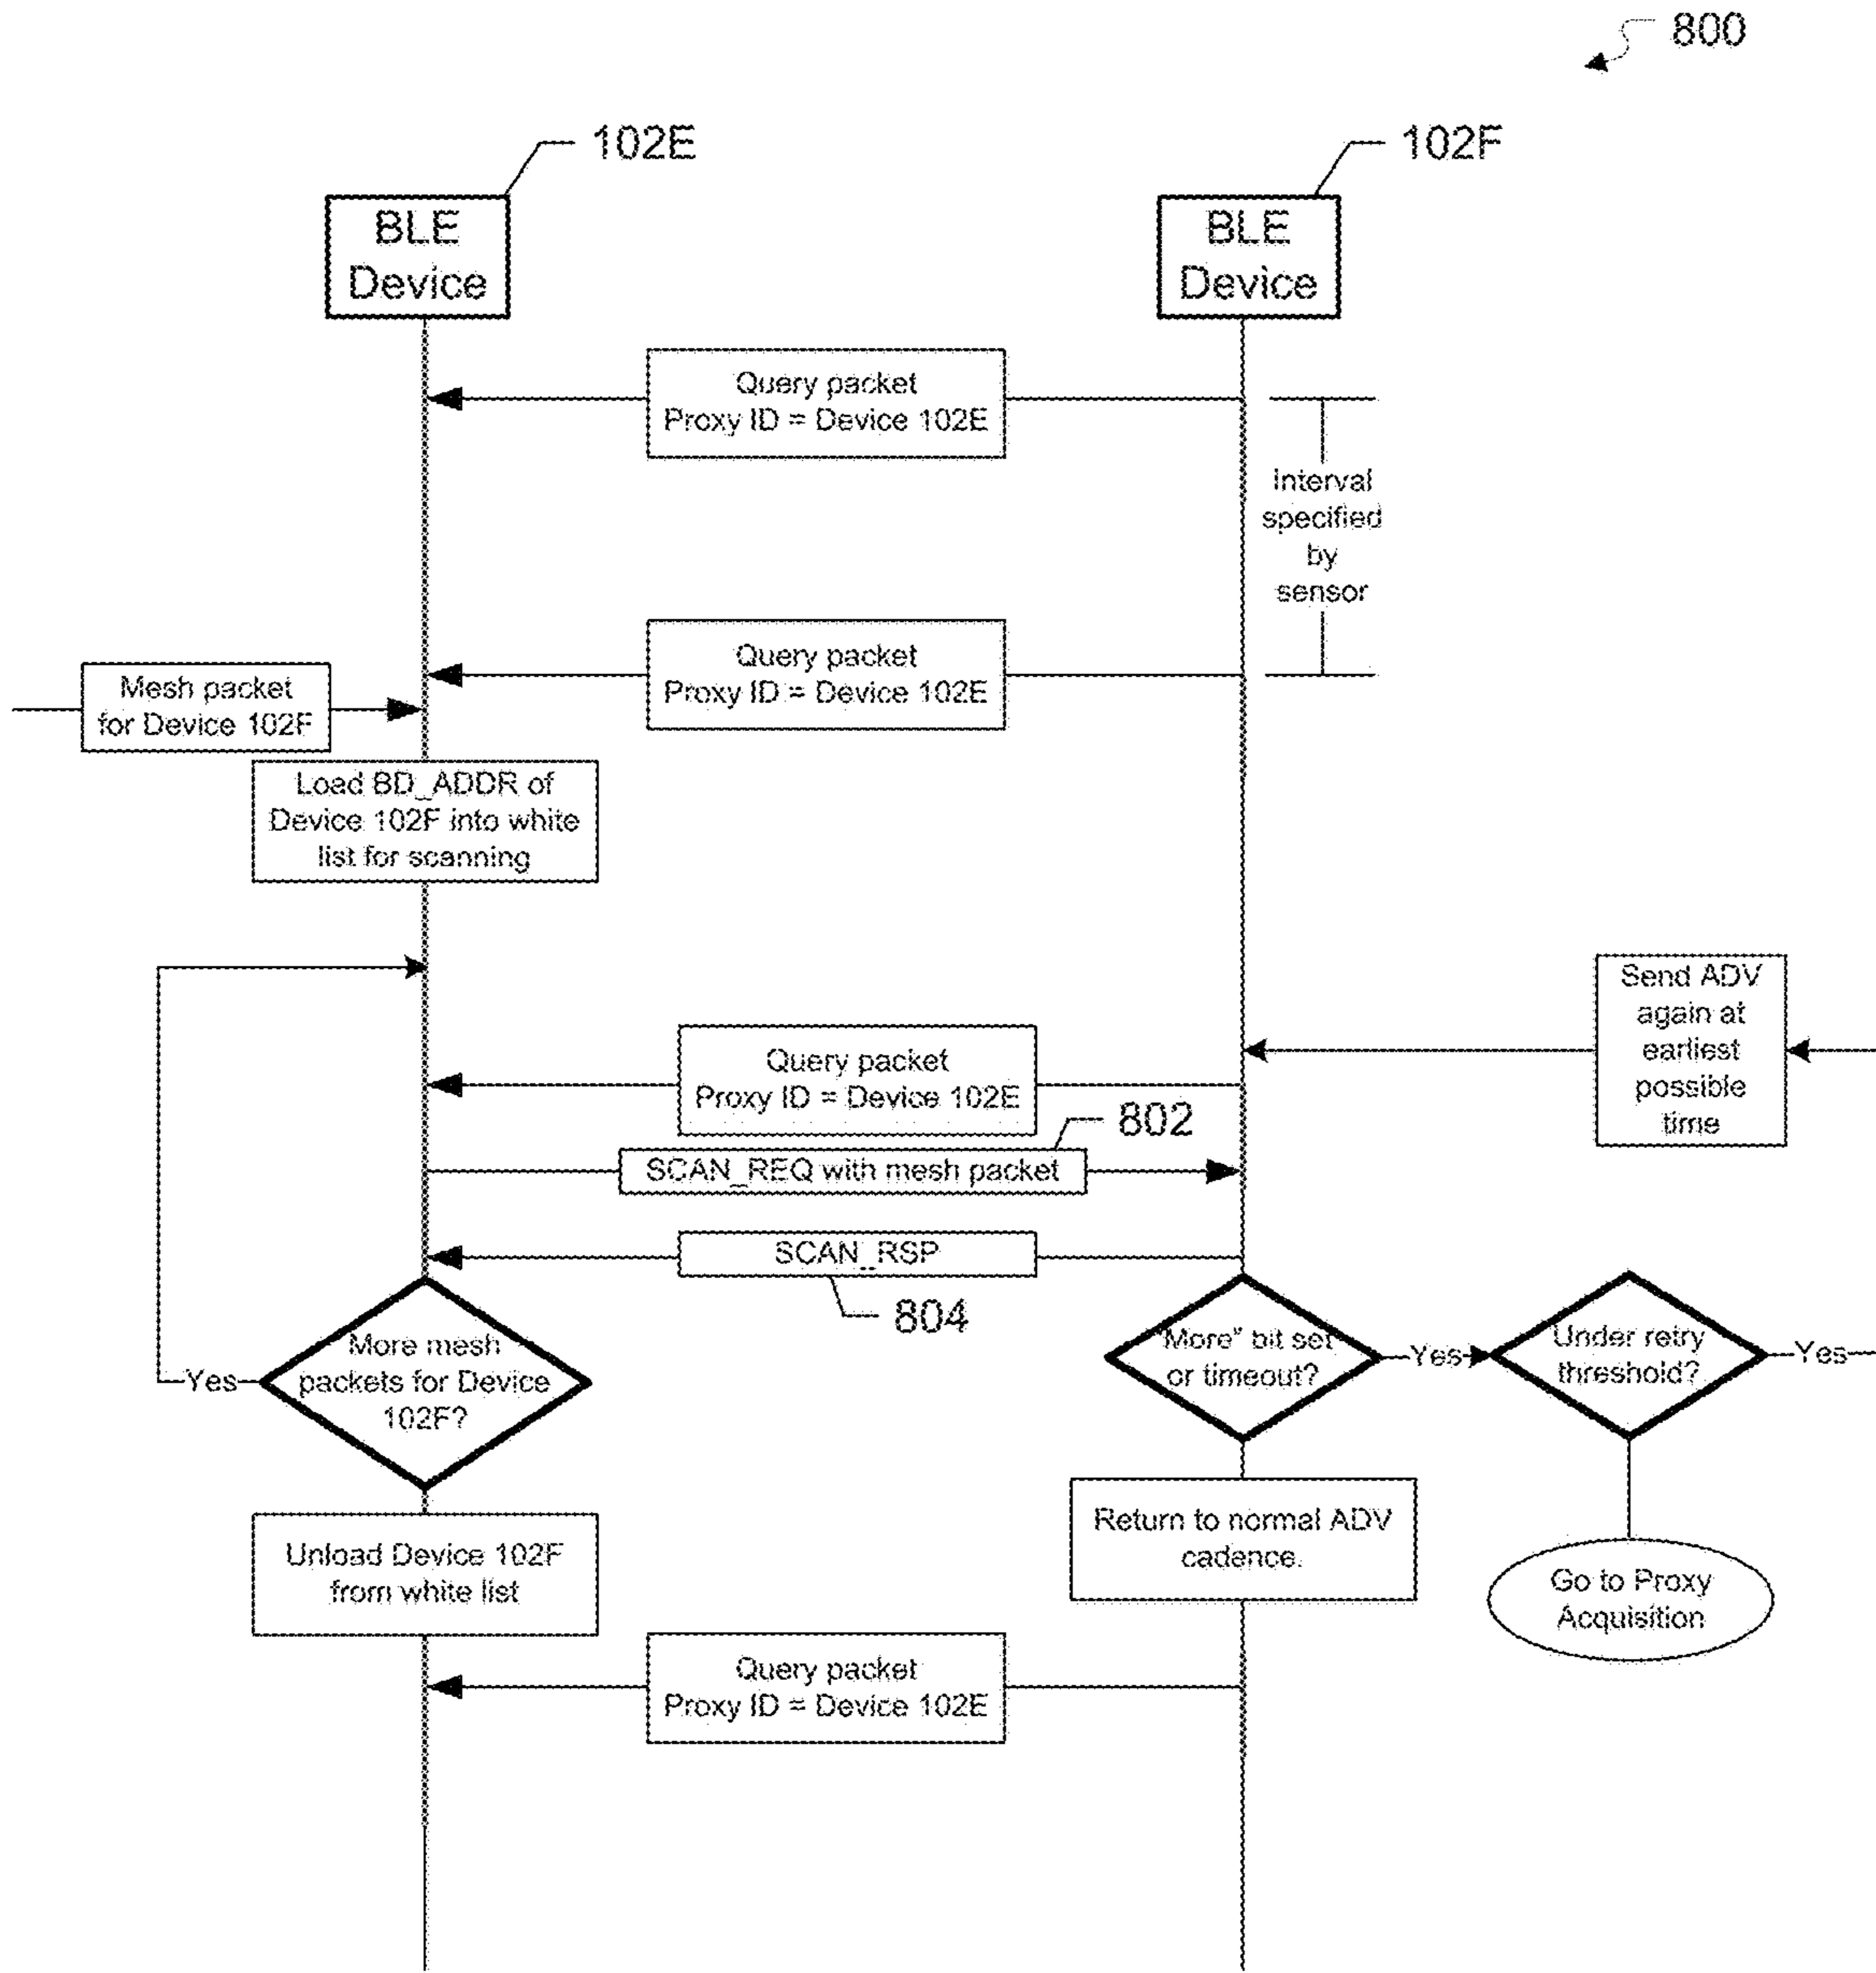 800
102E
102F
BLE
Device
BLE
Device
Query packet
Proxy ID = Device 102E
Interval
specified
by
sensor
Query packet
Proxy ID = Device 102E
Mesh packet
for Device 102F
Load BD_ADDR of
Device 102F into white
list for scanning
Send ADV
again at
earliest
possible
time
Query packet
Proxy ID = Device 102E
802
SCAN_REQ with mesh packet
SCAN_RSP
804
More mesh
packets for Device
102F?
Yes
"More" bit set
or timeout?
Yes
Under retry
threshold?
Yes
Unload Device 102F
from white list
Return to normal ADV
cadence.
Go to Proxy
Acquisition
Query packet
Proxy ID = Device 102E